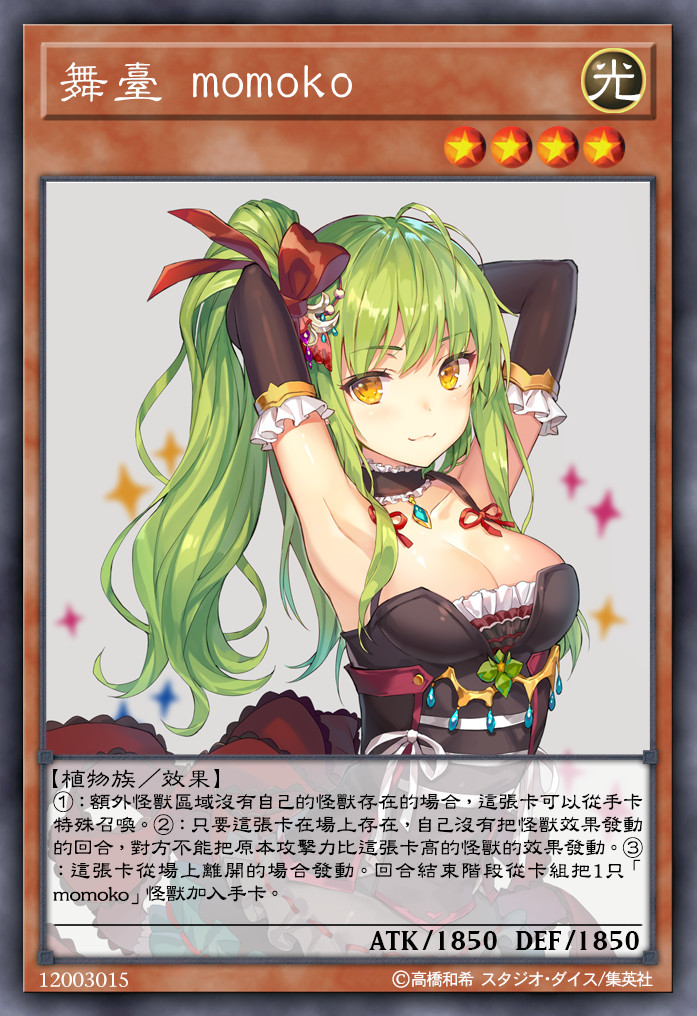 舞臺 momoko
光
【植物族／效果】
①：額外怪獸區域沒有自己的怪獸存在的場合，這張卡可以從手卡
特殊召喚。②：只要這張卡在場上存在，自己沒有把怪獸效果發動
的回合，對方不能把原本攻擊力比這張卡高的怪獸的效果發動。③
：這張卡從場上離開的場合發動。回合結束階段從卡組把1只「
momoko」怪獸加入手卡。
ATK/1850 DEF/1850
12003015 ©高橋和希 スタジオ・ダイス/集英社